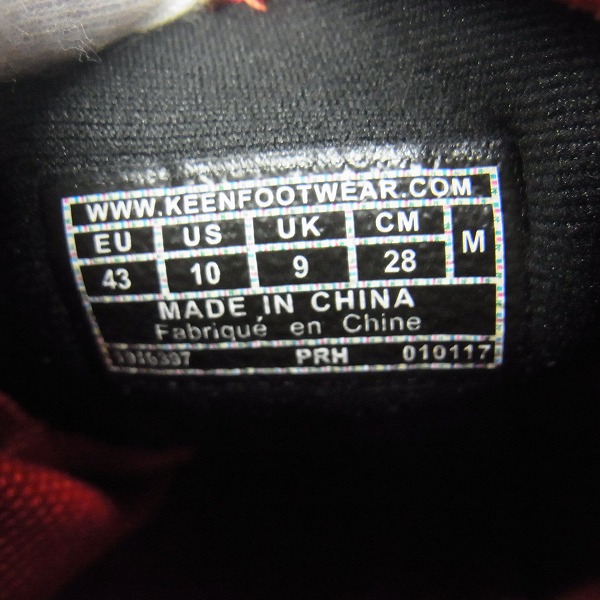 WWW.KEENFOOTWEAR.COM
EU US UK CM M
43 10 9 28
MADE IN CHINA
Fabriqué en Chine
PRH 010117